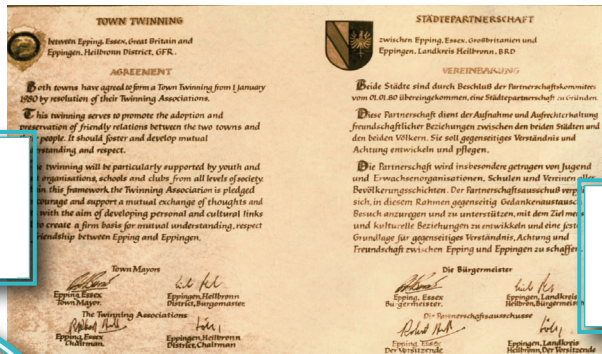 TOWN TWINNING
between Epping, Essex, Great Britain and
Eppingen, Heilbronn District, GFR.
AGREEMENT
Both towns have agreed to form a Town Twinning from 1 January
1980 by resolution of their Twinning Associations.
This twinning serves to promote the adoption and
preservation of friendly relations between the two towns and
people. It should foster and develop mutual
and respect.
twinning will be particularly supported by youth and
organisations, schools and clubs from all levels of society.
this framework the Twinning Association is pledged
and support a mutual exchange of thoughts and
with the aim of developing personal and cultural links
to create a firm basis for mutual understanding, respect
between Epping and Eppingen.
Town Mayors
Epping, Essex
Town Mayor.
Eppingen, Heilbronn
District, Burgemaster.
The Twinning Associations
Epping, Essex
Chairman.
Eppingen, Heilbronn
District, Chairman
STÄDTEPARTNERSCHAFT
zwischen Epping, Essex, Großbritanien und
Eppingen, Landkreis Heilbronn, BRD
VEREINBARUNG
Beide Städte sind durch Beschluß der Partnerschaftskommitees
vom 01.01.80 übereingekommen, eine Städtepartnerschaft zu Gründen.
Diese Partnerschaft dient der Aufnahme und Aufrechterhaltung
freundschaftlicher Beziehungen zwischen den beiden Städten und
den beiden Völkern. Sie soll gegenseitiges Verständnis und
Achtung entwickeln und pflegen.
Die Partnerschaft wird insbesondere getragen von Jugend
und Erwachsenorganisationen, Schulen und Vereinen
Bevölkerungsschichten. Der Partnerschaftsausschuß
sich, in diesem Rahmen gegenseitig
Besuch anzuregen und zu unterstützen, mit dem Ziel
und kulturelle Beziehungen zu entwickeln und eine
Grundlage für gegenseitiges Verständnis, Achtung und
Freundschaft zwischen Epping und Eppingen zu schaffen.
Die Bürgermeister
Epping, Essex
Bürgermeister.
Eppingen, Landkreis
Heilbronn, Bürgermeister
Die Partnerschaftsausschusse
Epping, Essex
Der Vorsitzende
Eppingen, Landkreis
Heilbronn, Der Vorsitzende